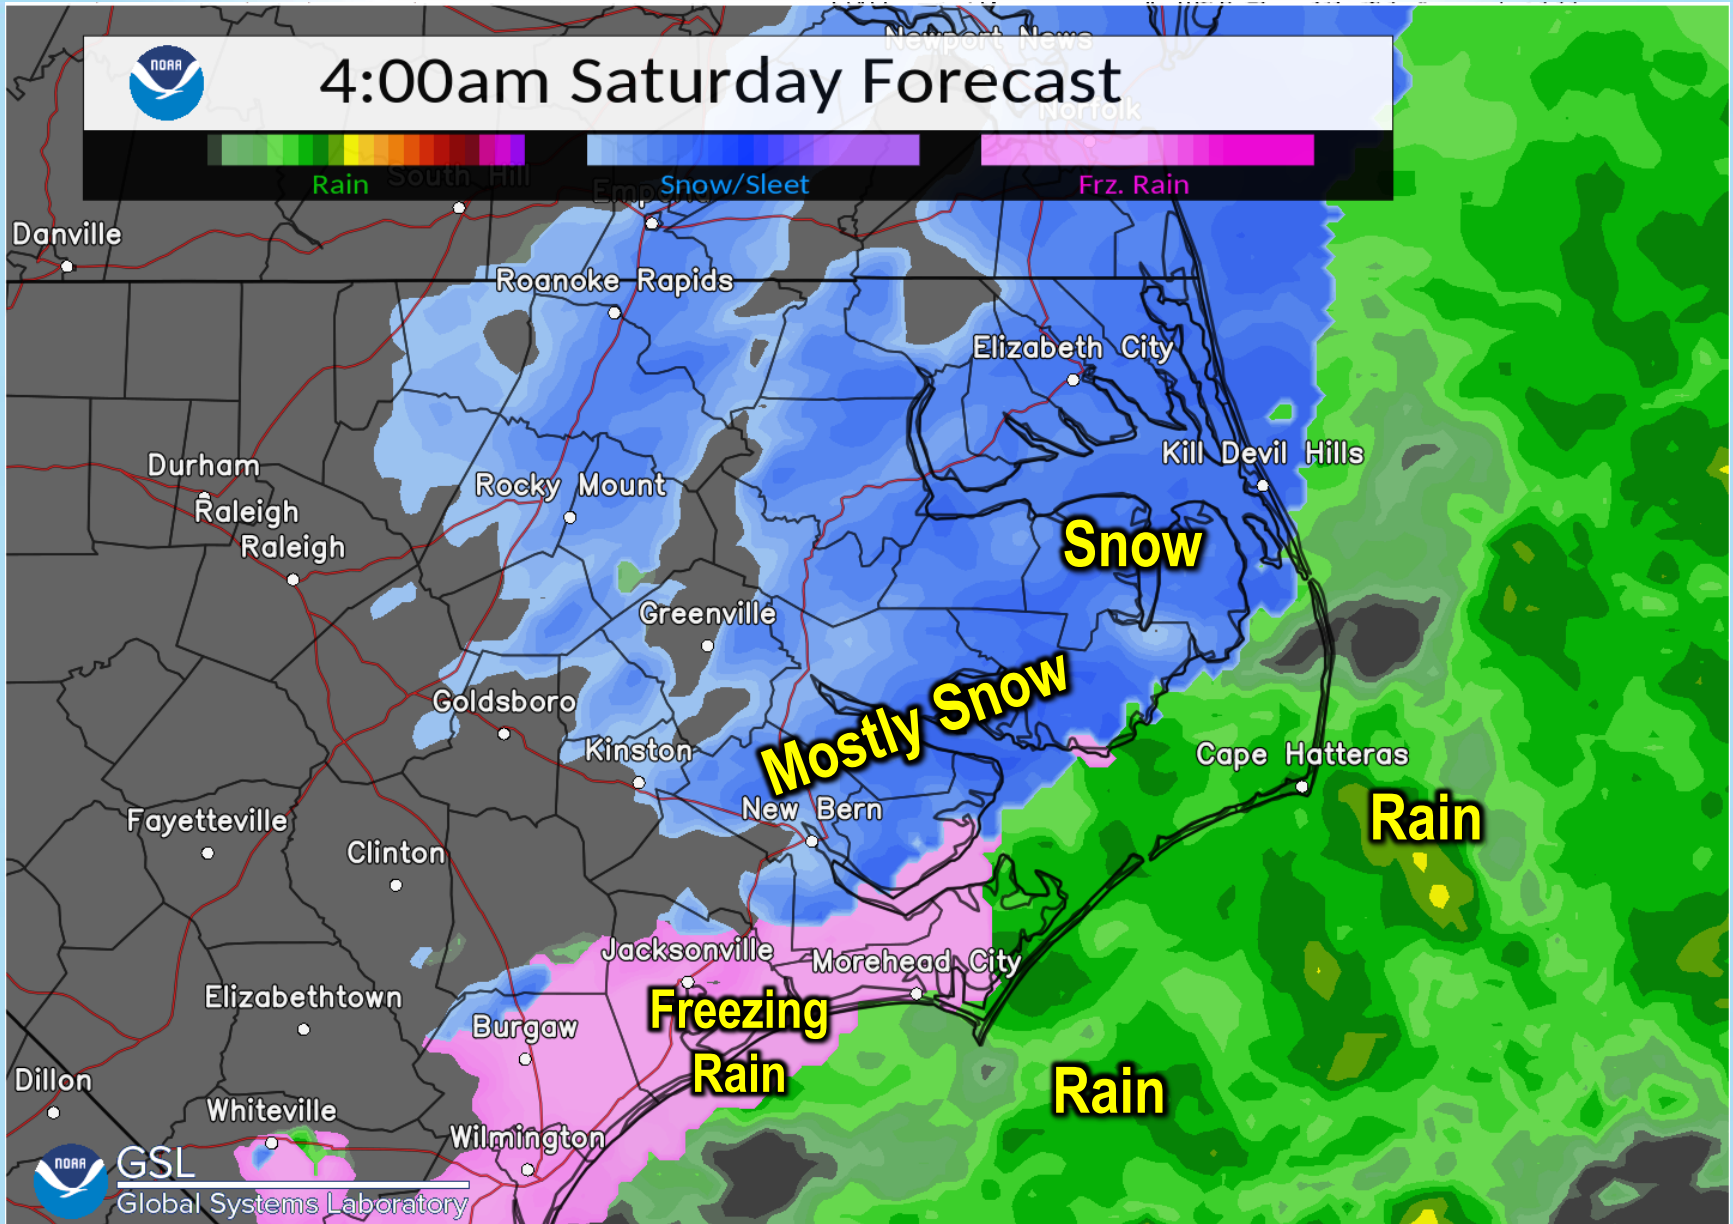 Newport News
NOAA
4:00am Saturday Forecast
Norfolk
Rain
South Hill
Emporia
Snow/Sleet
Frz. Rain
Danville
Roanoke Rapids
Elizabeth City
Kill Devil Hills
Durham
Rocky Mount
Raleigh
Raleigh
Snow
Greenville
Mostly Snow
Goldsboro
Kinston
Cape Hatteras
New Bern
Rain
Fayetteville
Clinton
Jacksonville
Morehead City
Elizabethtown
Freezing
Rain
Burgaw
Dillon
Rain
Whiteville
Wilmington
NOAA
GSL
Global Systems Laboratory